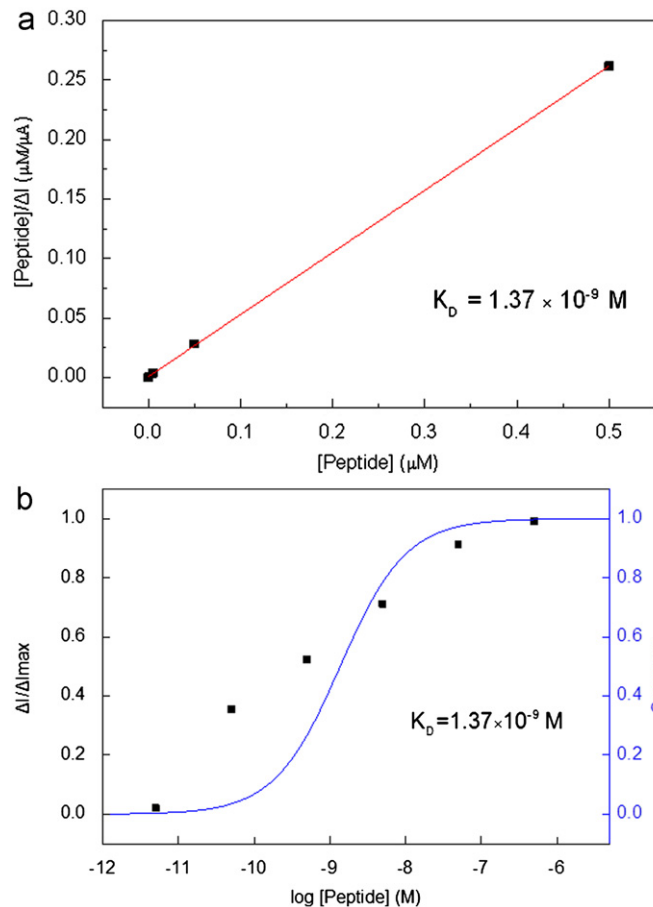 a
0.30
0.25
0.20
0.15
0.10
0.05
0.00
[Peptide]/ΔI (μM/μA)
K_D = 1.37 × 10⁻⁹ M
0.0 0.1 0.2 0.3 0.4 0.5
[Peptide] (μM)
b
1.0 1.0
0.8 0.8
0.6 0.6
0.4 0.4
0.2 0.2
0.0 0.0
ΔI/ΔImax
K_D=1.37×10⁻⁹ M
-12 -11 -10 -9 -8 -7 -6
log [Peptide] (M)